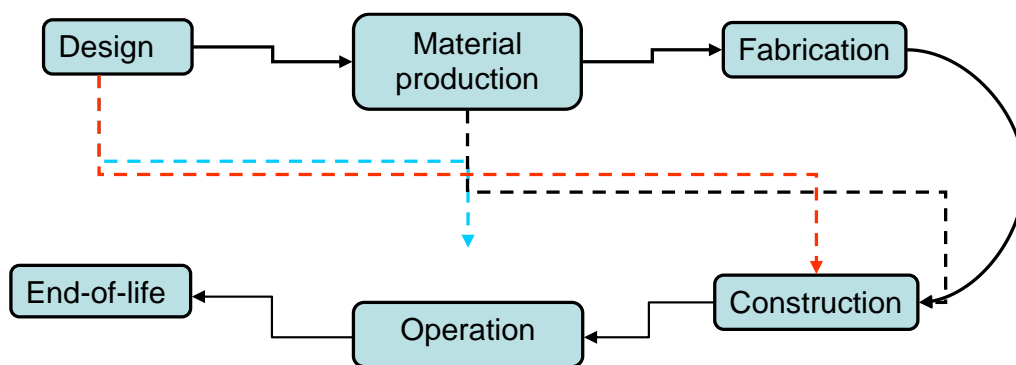 Design
Material
production
Fabrication
End-of-life
Operation
Construction